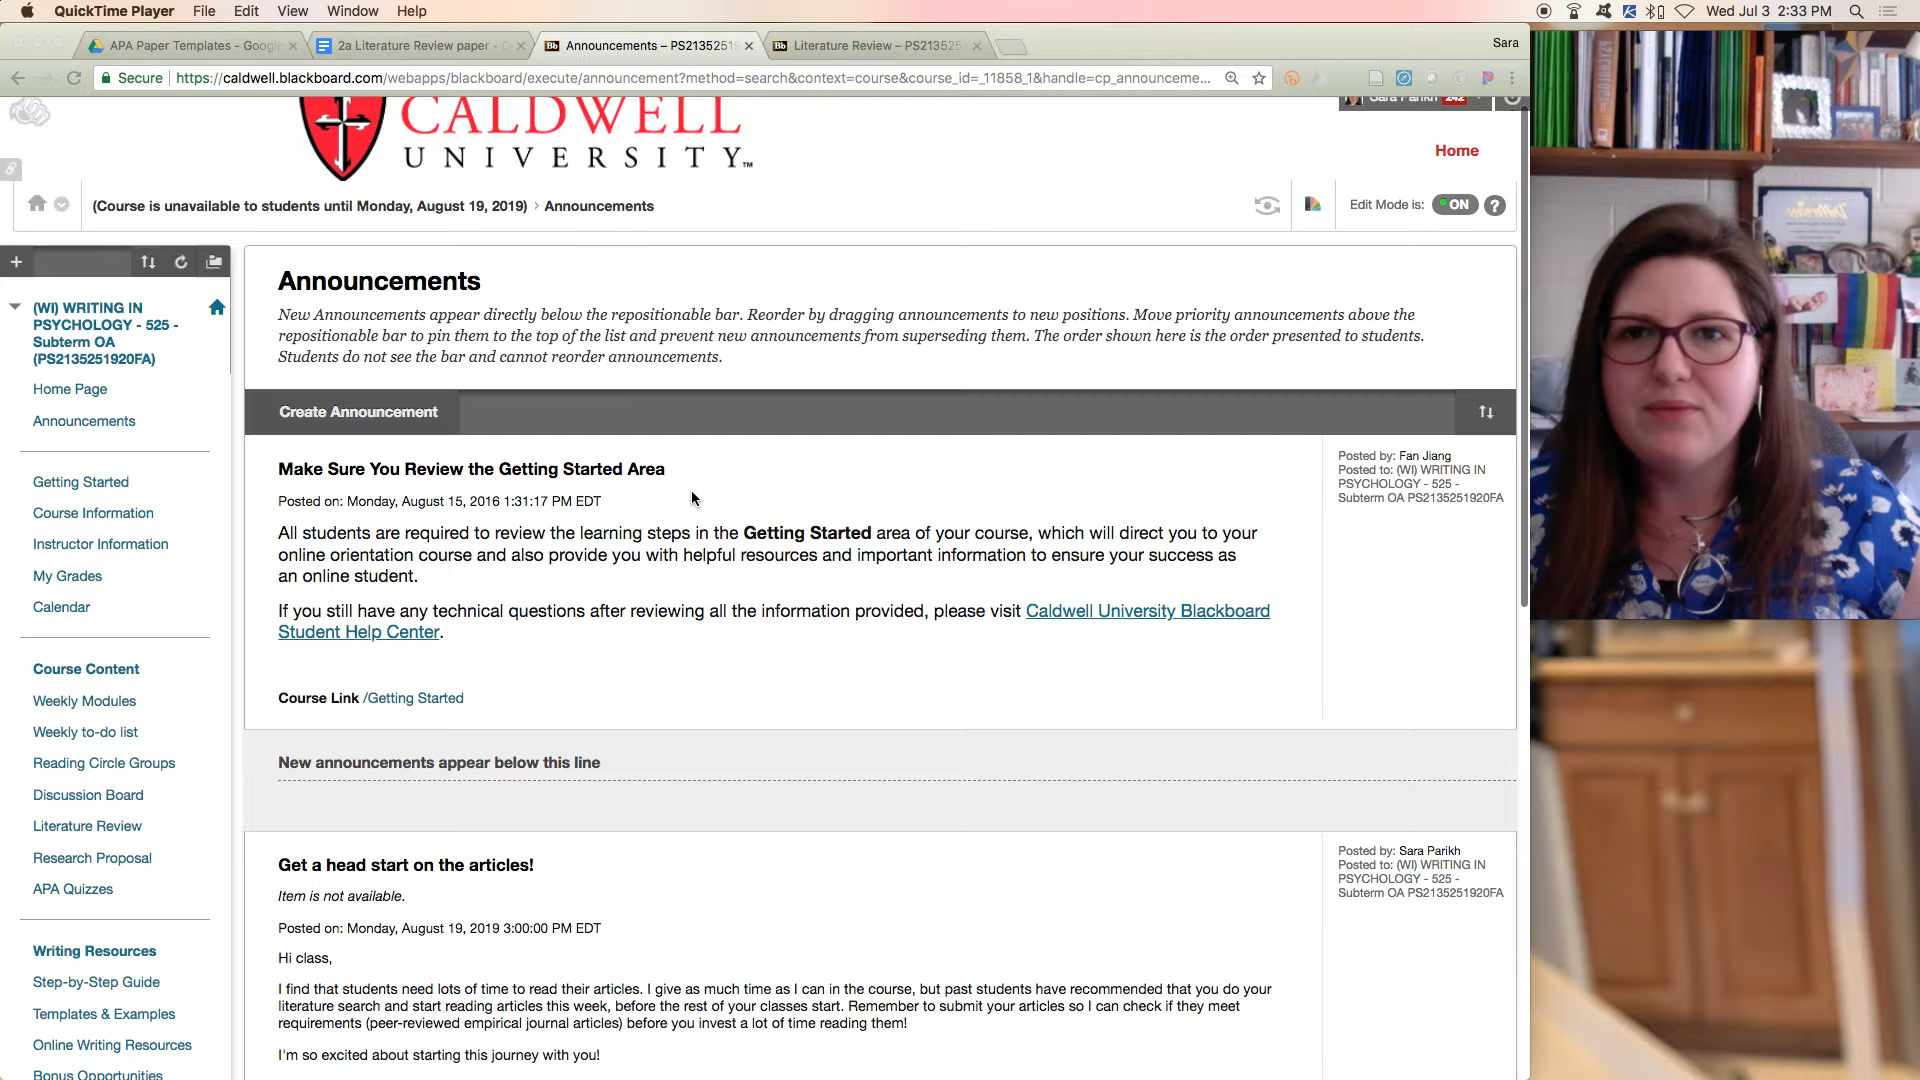 QuickTime Player File Edit View Window Help
Wed Jul 3 2:33 PM
APA Paper Templates - Google
2a Literature Review paper - G
Bb Announcements – PS2135251
Bb Literature Review – PS213525
Sara
Secure https://caldwell.blackboard.com/webapps/blackboard/execute/announcement?method=search&context=course&course_id=_11858_1&handle=cp_announceme...
CALDWELL
UNIVERSITY™
Sara Parikh 242
Home
(Course is unavailable to students until Monday, August 19, 2019) > Announcements
Edit Mode is: ON ?
(WI) WRITING IN
PSYCHOLOGY - 525 -
Subterm OA
(PS2135251920FA)
Home Page
Announcements
Getting Started
Course Information
Instructor Information
My Grades
Calendar
Course Content
Weekly Modules
Weekly to-do list
Reading Circle Groups
Discussion Board
Literature Review
Research Proposal
APA Quizzes
Writing Resources
Step-by-Step Guide
Templates & Examples
Online Writing Resources
Bonus Opportunities
Announcements
New Announcements appear directly below the repositionable bar. Reorder by dragging announcements to new positions. Move priority announcements above the
repositionable bar to pin them to the top of the list and prevent new announcements from superseding them. The order shown here is the order presented to students.
Students do not see the bar and cannot reorder announcements.
Create Announcement
Make Sure You Review the Getting Started Area
Posted on: Monday, August 15, 2016 1:31:17 PM EDT
All students are required to review the learning steps in the Getting Started area of your course, which will direct you to your
online orientation course and also provide you with helpful resources and important information to ensure your success as
an online student.
If you still have any technical questions after reviewing all the information provided, please visit Caldwell University Blackboard
Student Help Center.
Course Link /Getting Started
Posted by: Fan Jiang
Posted to: (WI) WRITING IN
PSYCHOLOGY - 525 -
Subterm OA PS2135251920FA
New announcements appear below this line
Get a head start on the articles!
Item is not available.
Posted on: Monday, August 19, 2019 3:00:00 PM EDT
Hi class,
I find that students need lots of time to read their articles. I give as much time as I can in the course, but past students have recommended that you do your
literature search and start reading articles this week, before the rest of your classes start. Remember to submit your articles so I can check if they meet
requirements (peer-reviewed empirical journal articles) before you invest a lot of time reading them!
I'm so excited about starting this journey with you!
Posted by: Sara Parikh
Posted to: (WI) WRITING IN
PSYCHOLOGY - 525 -
Subterm OA PS2135251920FA